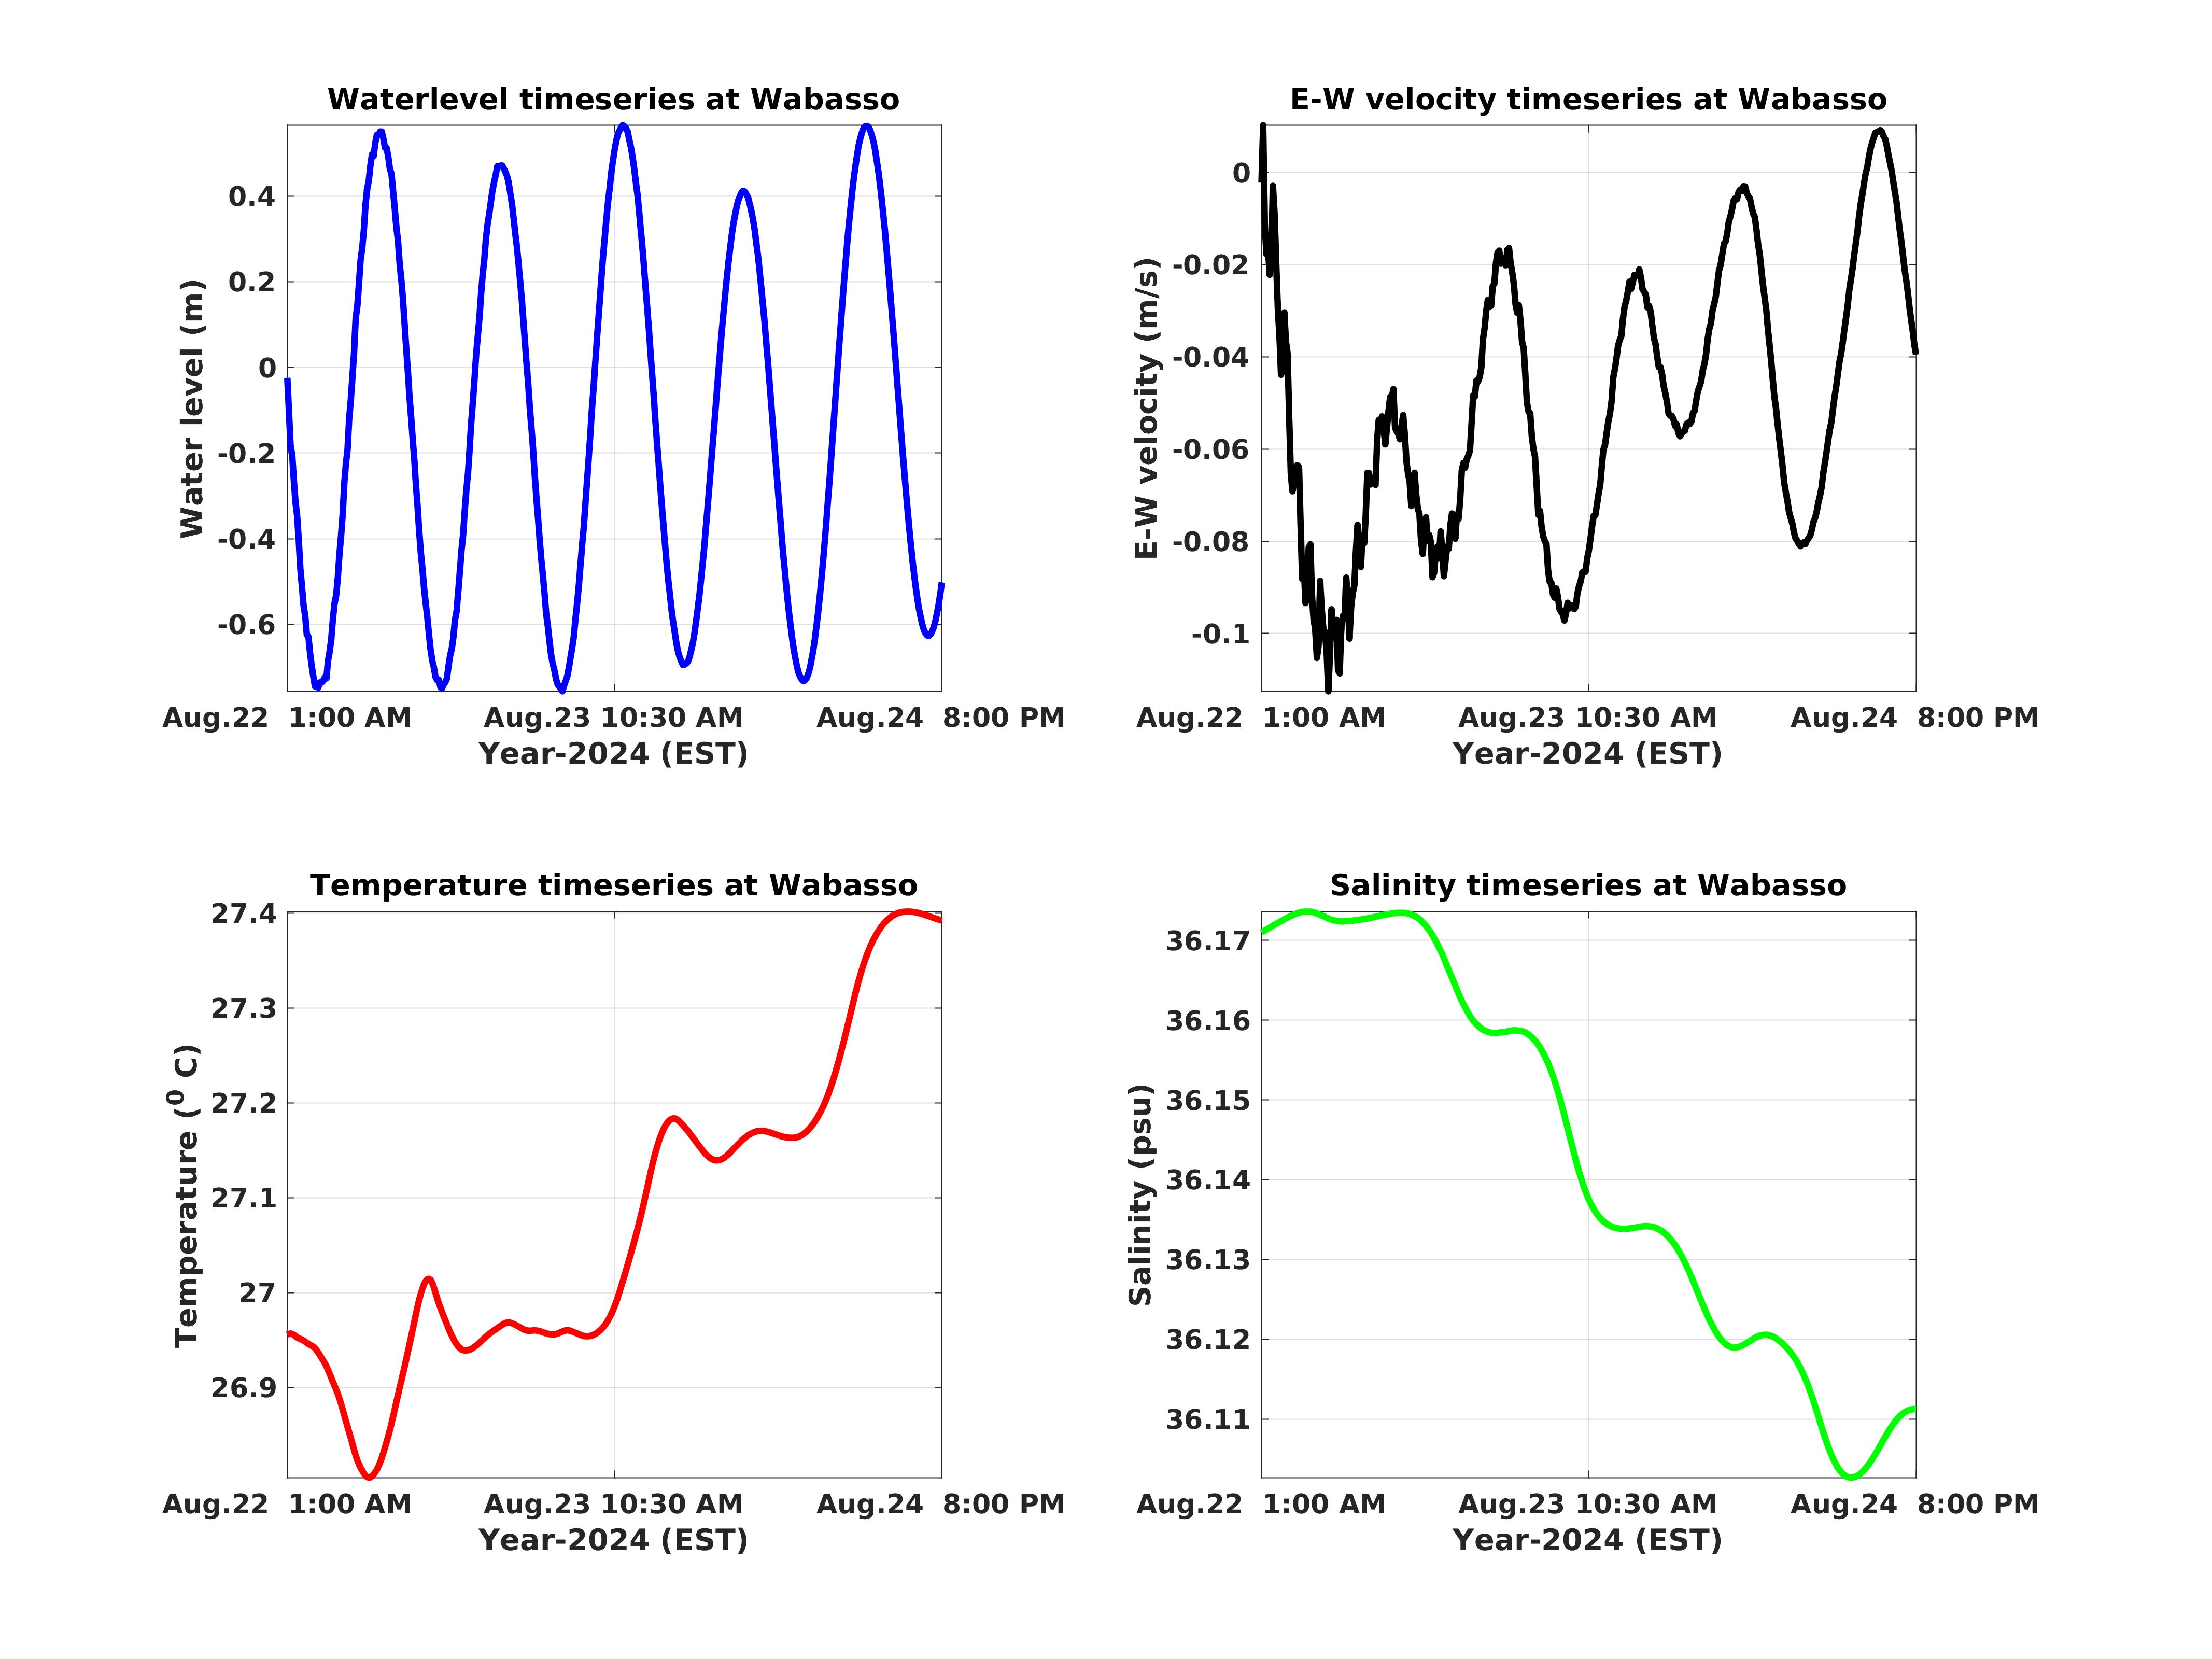 Waterlevel timeseries at Wabasso
Water level (m)
0.4
0.2
0
-0.2
-0.4
-0.6
Aug.22 1:00 AM
Aug.23 10:30 AM
Aug.24 8:00 PM
Year-2024 (EST)
E-W velocity timeseries at Wabasso
E-W velocity (m/s)
0
-0.02
-0.04
-0.06
-0.08
-0.1
Aug.22 1:00 AM
Aug.23 10:30 AM
Aug.24 8:00 PM
Year-2024 (EST)
Temperature timeseries at Wabasso
Temperature (⁰ C)
27.4
27.3
27.2
27.1
27
26.9
Aug.22 1:00 AM
Aug.23 10:30 AM
Aug.24 8:00 PM
Year-2024 (EST)
Salinity timeseries at Wabasso
Salinity (psu)
36.17
36.16
36.15
36.14
36.13
36.12
36.11
Aug.22 1:00 AM
Aug.23 10:30 AM
Aug.24 8:00 PM
Year-2024 (EST)